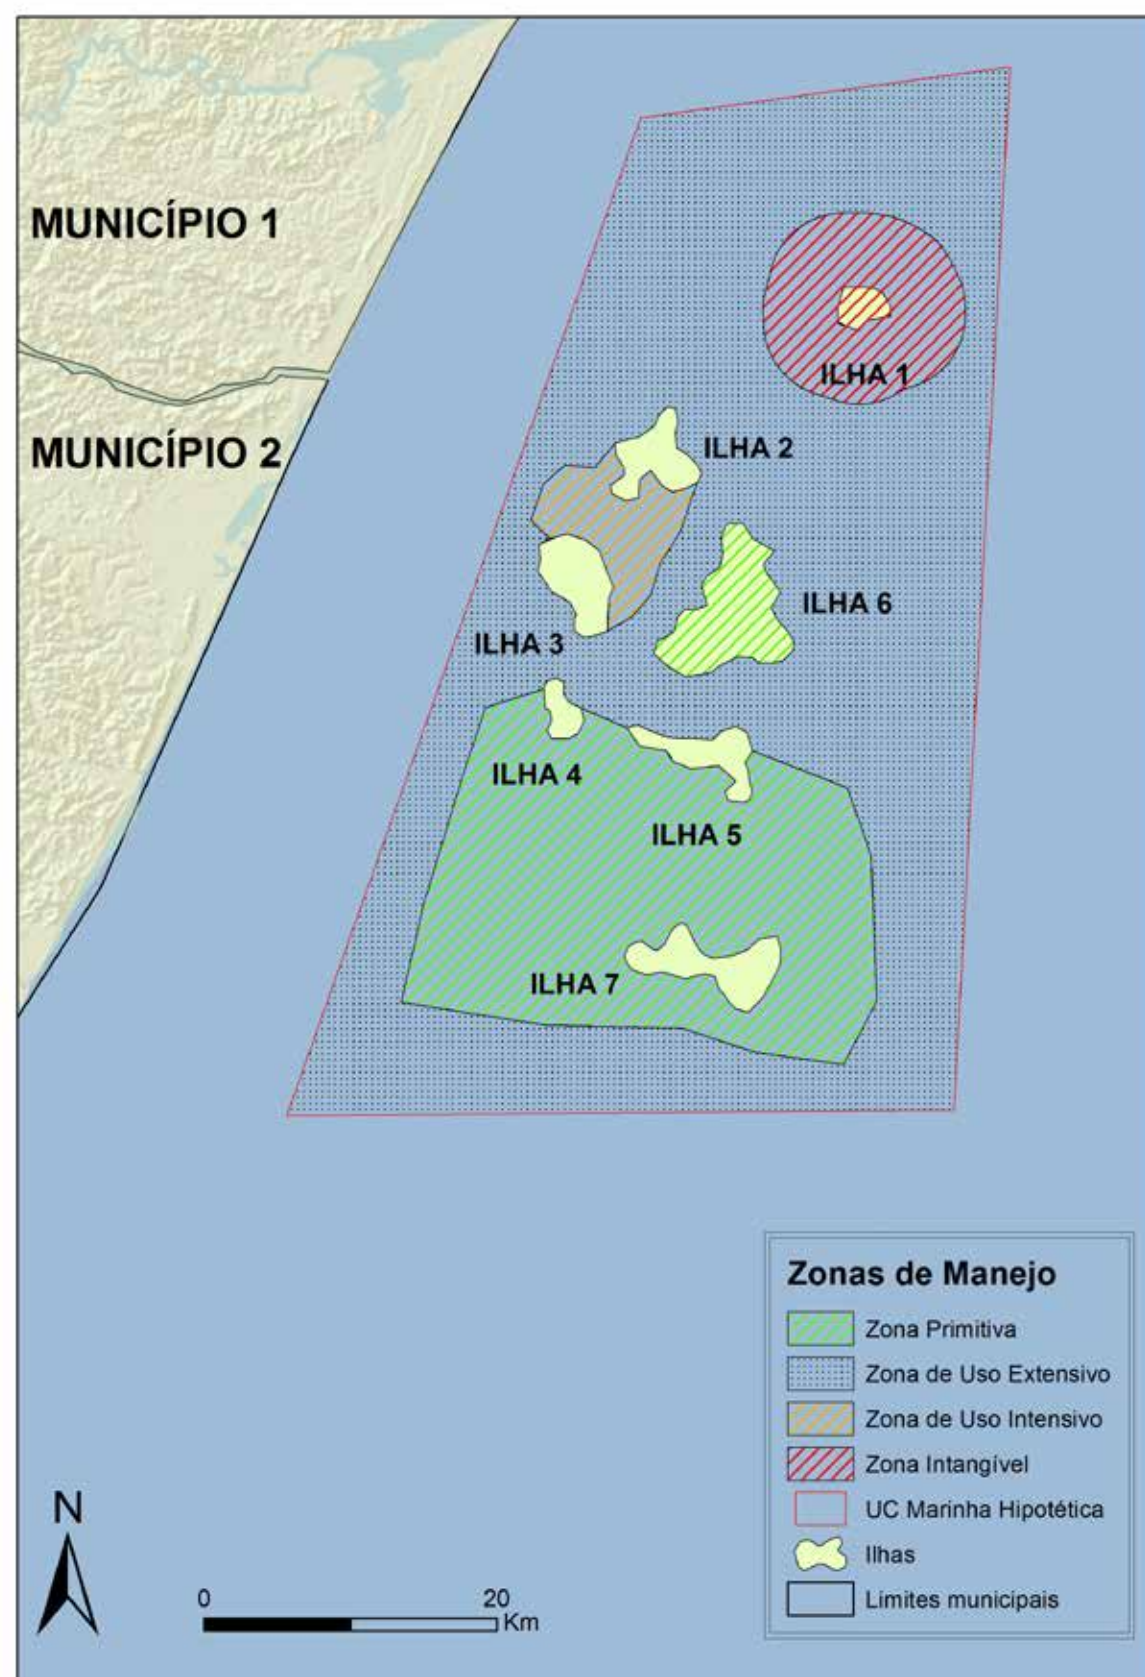 MUNICÍPIO 1
MUNICÍPIO 2
ILHA 1
ILHA 2
ILHA 6
ILHA 3
ILHA 4
ILHA 5
ILHA 7
Zonas de Manejo
Zona Primitiva
Zona de Uso Extensivo
Zona de Uso Intensivo
Zona Intangível
UC Marinha Hipotética
Ilhas
Limites municipais
N
0 20
Km